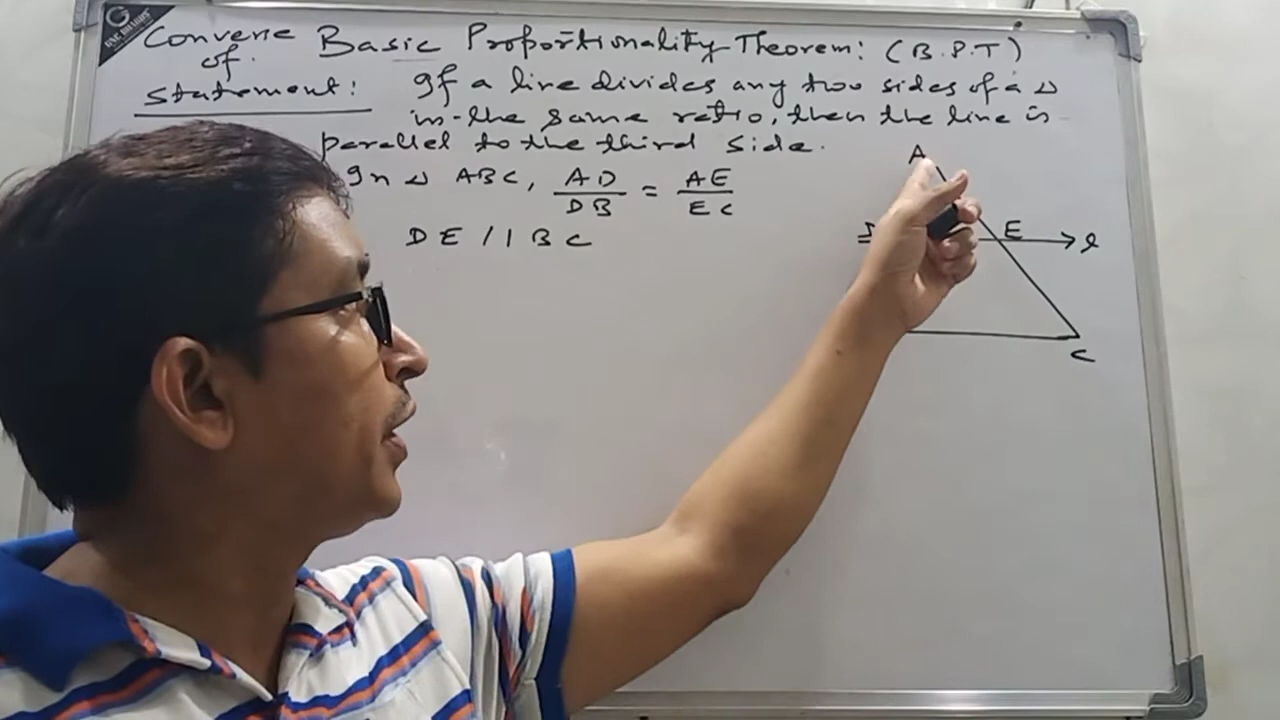 Converse Basic Proportionality Theorem: (B.P.T)
of
Statement: If a line divides any two sides of a Δ
in the same ratio, then the line is
parallel to the third side.
In Δ ABC, AD/DB = AE/EC
DE // BC
A
E
l
C